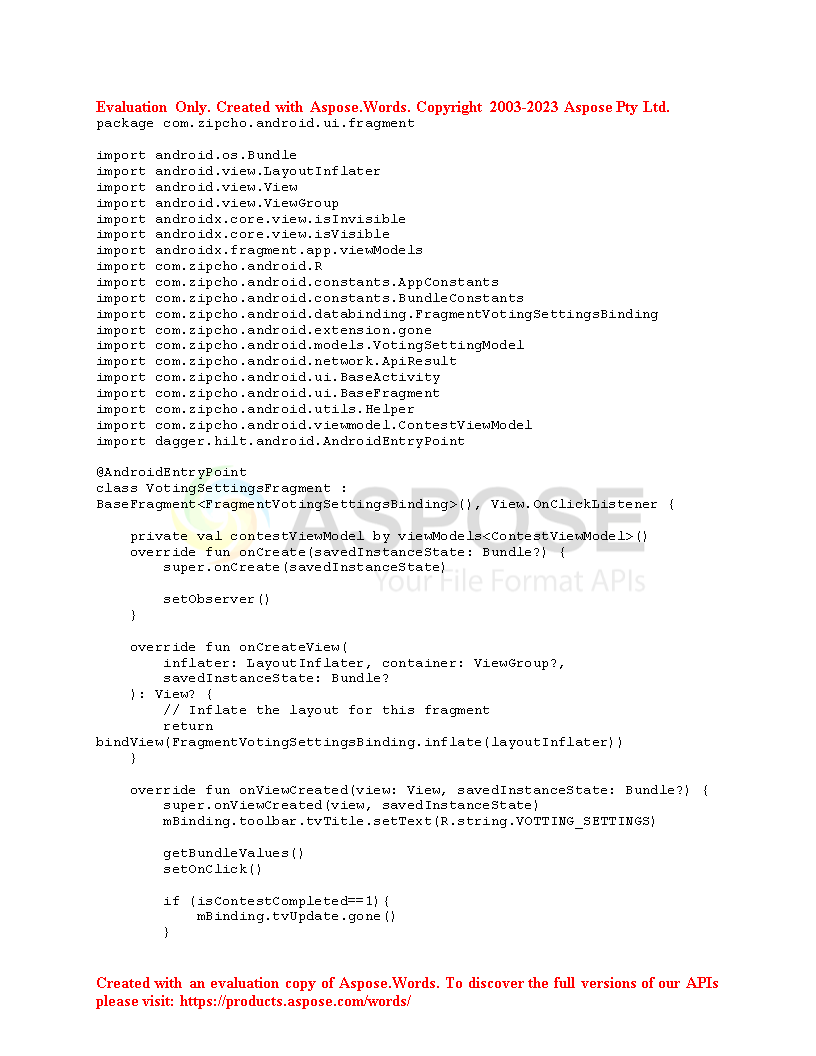 Evaluation Only. Created with Aspose.Words. Copyright 2003-2023 Aspose Pty Ltd.
package com.zipcho.android.ui.fragment
import android.os.Bundle
import android.view.LayoutInflater
import android.view.View
import android.view.ViewGroup
import androidx.core.view.isInvisible
import androidx.core.view.isVisible
import androidx.fragment.app.viewModels
import com.zipcho.android.R
import com.zipcho.android.constants.AppConstants
import com.zipcho.android.constants.BundleConstants
import com.zipcho.android.databinding.FragmentVotingSettingsBinding
import com.zipcho.android.extension.gone
import com.zipcho.android.models.VotingSettingModel
import com.zipcho.android.network.ApiResult
import com.zipcho.android.ui.BaseActivity
import com.zipcho.android.ui.BaseFragment
import com.zipcho.android.utils.Helper
import com.zipcho.android.viewmodel.ContestViewModel
import dagger.hilt.android.AndroidEntryPoint
@AndroidEntryPoint
class VotingSettingsFragment :
BaseFragment<FragmentVotingSettingsBinding>(), View.OnClickListener {
ASPOSE
Your File Format APIs
    private val contestViewModel by viewModels<ContestViewModel>()
    override fun onCreate(savedInstanceState: Bundle?) {
        super.onCreate(savedInstanceState)
        setObserver()
    }
    override fun onCreateView(
        inflater: LayoutInflater, container: ViewGroup?,
        savedInstanceState: Bundle?
    ): View? {
        // Inflate the layout for this fragment
        return
bindView(FragmentVotingSettingsBinding.inflate(layoutInflater))
    }
    override fun onViewCreated(view: View, savedInstanceState: Bundle?) {
        super.onViewCreated(view, savedInstanceState)
        mBinding.toolbar.tvTitle.setText(R.string.VOTTING_SETTINGS)
        getBundleValues()
        setOnClick()
        if (isContestCompleted==1){
            mBinding.tvUpdate.gone()
        }
Created with an evaluation copy of Aspose.Words. To discover the full versions of our APIs
please visit: https://products.aspose.com/words/